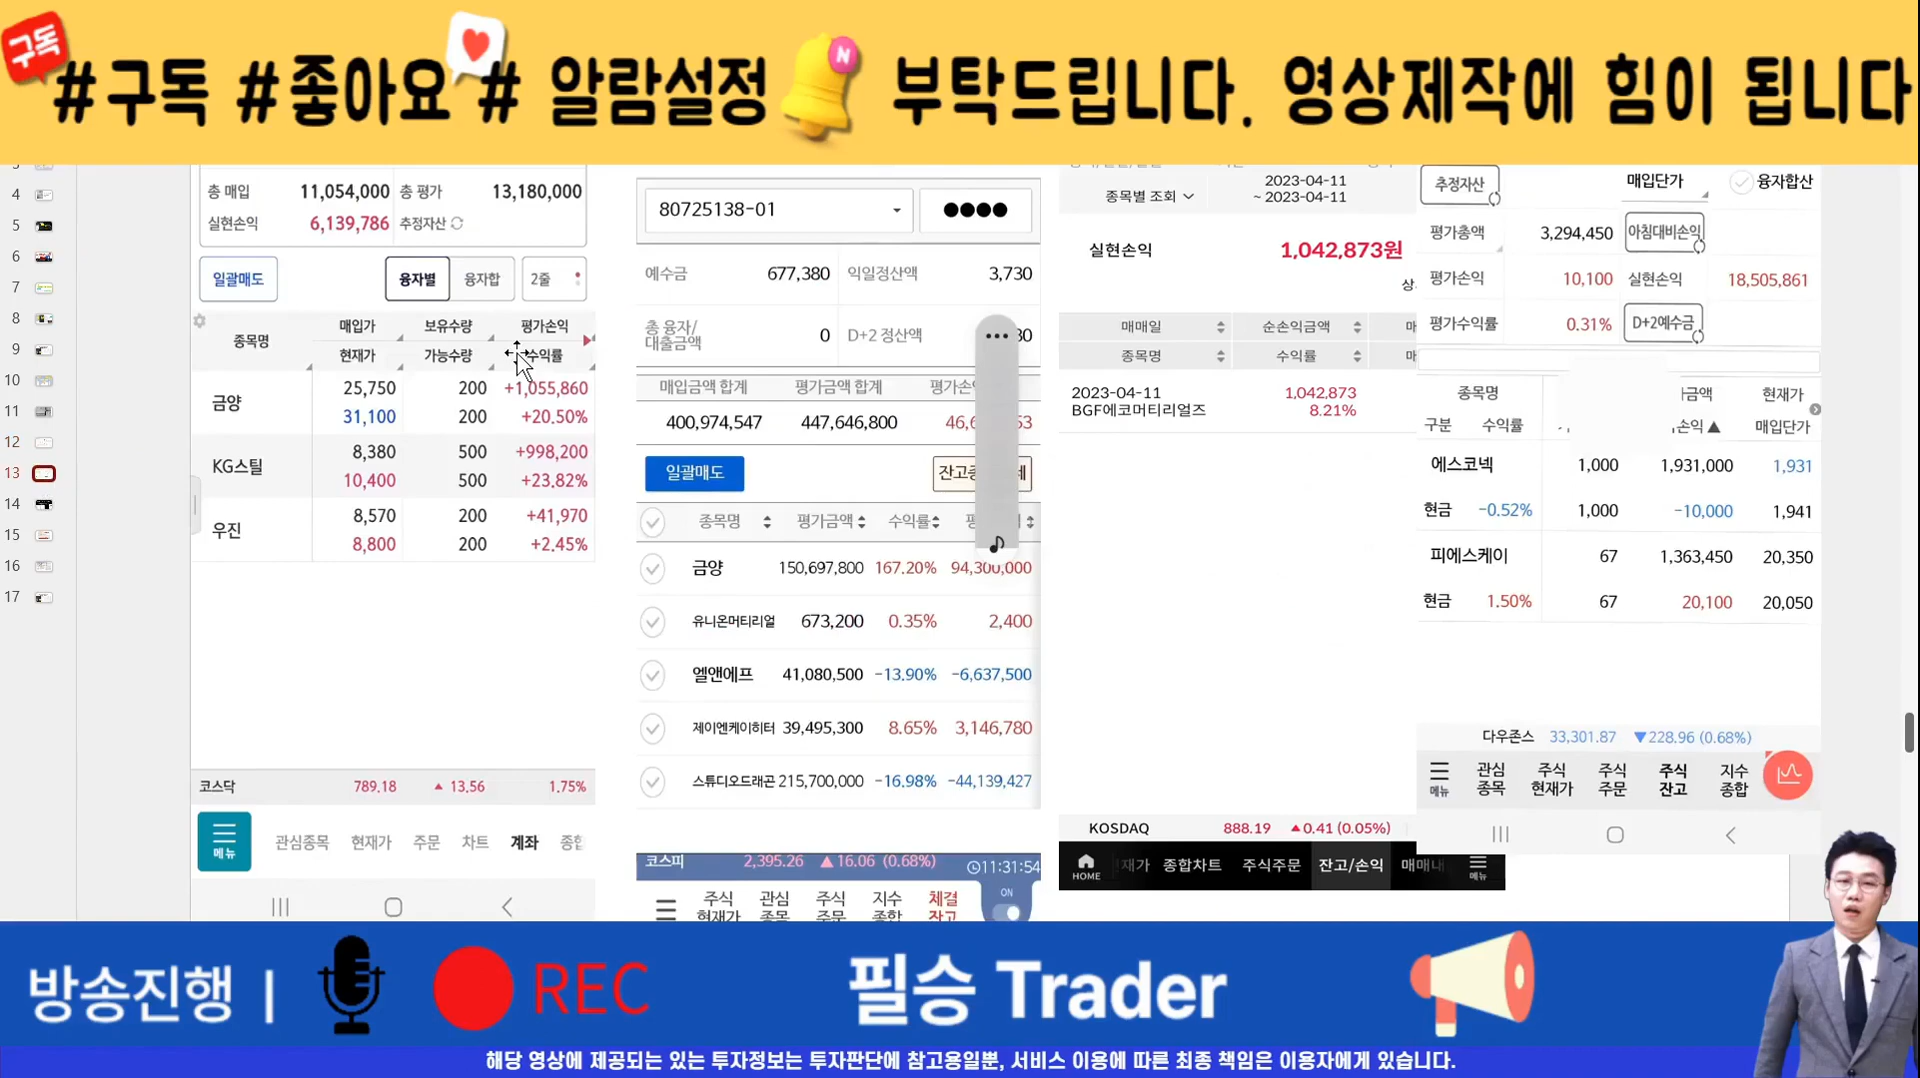 구독
N
#구독 #좋아요 # 알람설정 부탁드립니다. 영상제작에 힘이 됩니다
4
5
6
7
8
9
10
11
12
13
14
15
16
17
총 매입 11,054,000 총 평가 13,180,000
실현손익 6,139,786 추정자산
일괄매도 융자별 융자합 2줄
종목명 매입가 보유수량 평가손익
현재가 가능수량 수익률
금양 25,750 200 +1,055,860
31,100 200 +20.50%
KG스틸 8,380 500 +998,200
10,400 500 +23.82%
우진 8,570 200 +41,970
8,800 200 +2.45%
코스닥 789.18 ▲ 13.56 1.75%
메뉴 관심종목 현재가 주문 차트 계좌 종합
80725138-01 ●●●●
예수금 677,380 익일정산액 3,730
총 융자/
대출금액 0 D+2 정산액
매입금액 합계 평가금액 합계
400,974,547 447,646,800
일괄매도
종목명 평가금액 수익률
금양 150,697,800 167.20% 94,300,000
유니온머티리얼 673,200 0.35% 2,400
엘앤에프 41,080,500 -13.90% -6,637,500
제이엔케이히터 39,495,300 8.65% 3,146,780
스튜디오드래곤 215,700,000 -16.98% -44,139,427
코스피 2,395.26 ▲ 16.06 (0.68%) 11:31:54
주식 관심 주식 지수 체결 ON
현재가 종목 주문 종합 잔고
종목별 조회 2023-04-11
~ 2023-04-11
실현손익 1,042,873원
매매일 순손익금액
종목명 수익률
2023-04-11 1,042,873
BGF에코머티리얼즈 8.21%
KOSDAQ 888.19 ▲0.41 (0.05%)
HOME 종합차트 주식주문 잔고/손익 메뉴
추정자산 매입단가 융자합산
평가총액 3,294,450 아침대비손익
평가손익 10,100 실현손익 18,505,861
평가수익률 0.31% D+2예수금
종목명 현재가
구분 수익률 손익▲ 매입단가
에스코넥 1,000 1,931,000 1,931
현금 -0.52% 1,000 -10,000 1,941
피에스케이 67 1,363,450 20,350
현금 1.50% 67 20,100 20,050
다우존스 33,301.87 ▼228.96 (0.68%)
관심 주식 주식 주식 지수
메뉴 종목 현재가 주문 잔고 종합
방송진행 | REC 필승 Trader
해당 영상에 제공되는 있는 투자정보는 투자판단에 참고용일뿐, 서비스 이용에 따른 최종 책임은 이용자에게 있습니다.